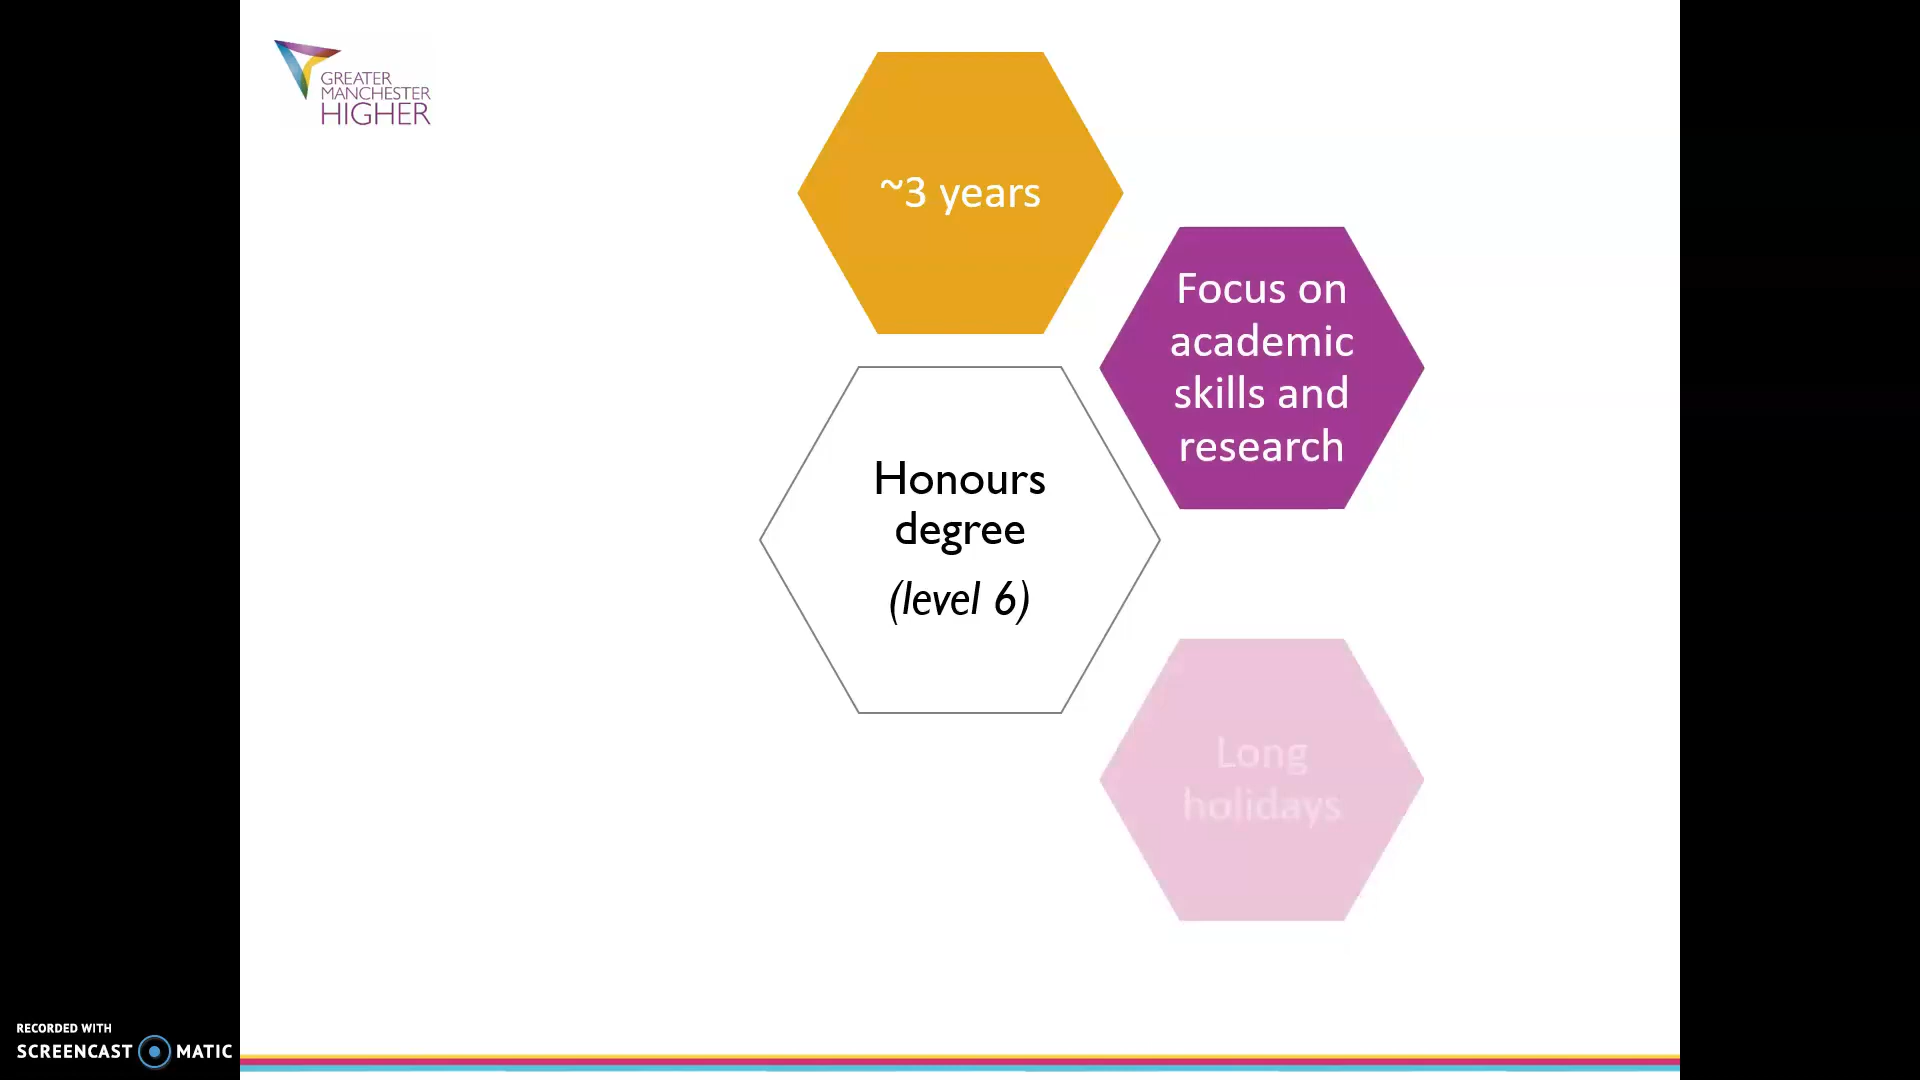 GREATER
MANCHESTER
HIGHER
~3 years
Focus on
academic
skills and
research
Honours
degree
(level 6)
Long
holidays
RECORDED WITH
SCREENCAST MATIC